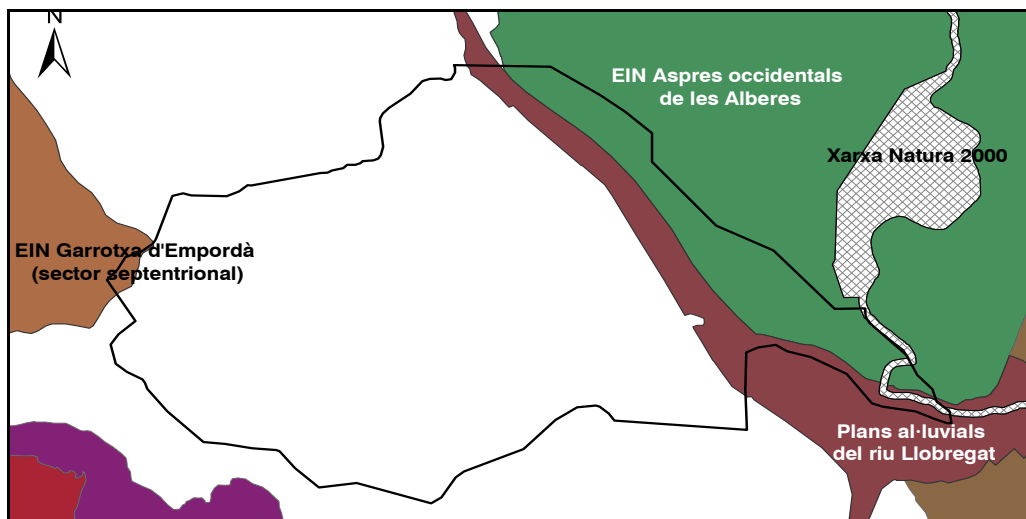 N
EIN Aspres occidentals
de les Alberes
Xarxa Natura 2000
EIN Garrotxa d'Empordà
(sector septentrional)
Plans al·luvials
del riu Llobregat